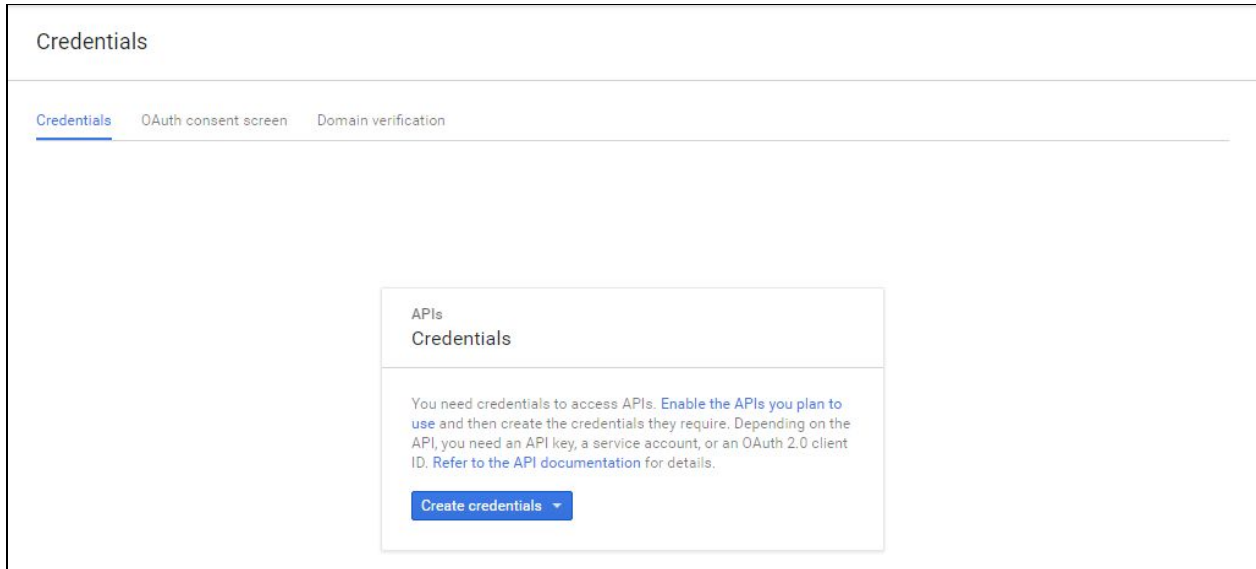 Credentials
Credentials OAuth consent screen Domain verification
APIs
Credentials
You need credentials to access APIs. Enable the APIs you plan to
use and then create the credentials they require. Depending on the
API, you need an API key, a service account, or an OAuth 2.0 client
ID. Refer to the API documentation for details.
Create credentials